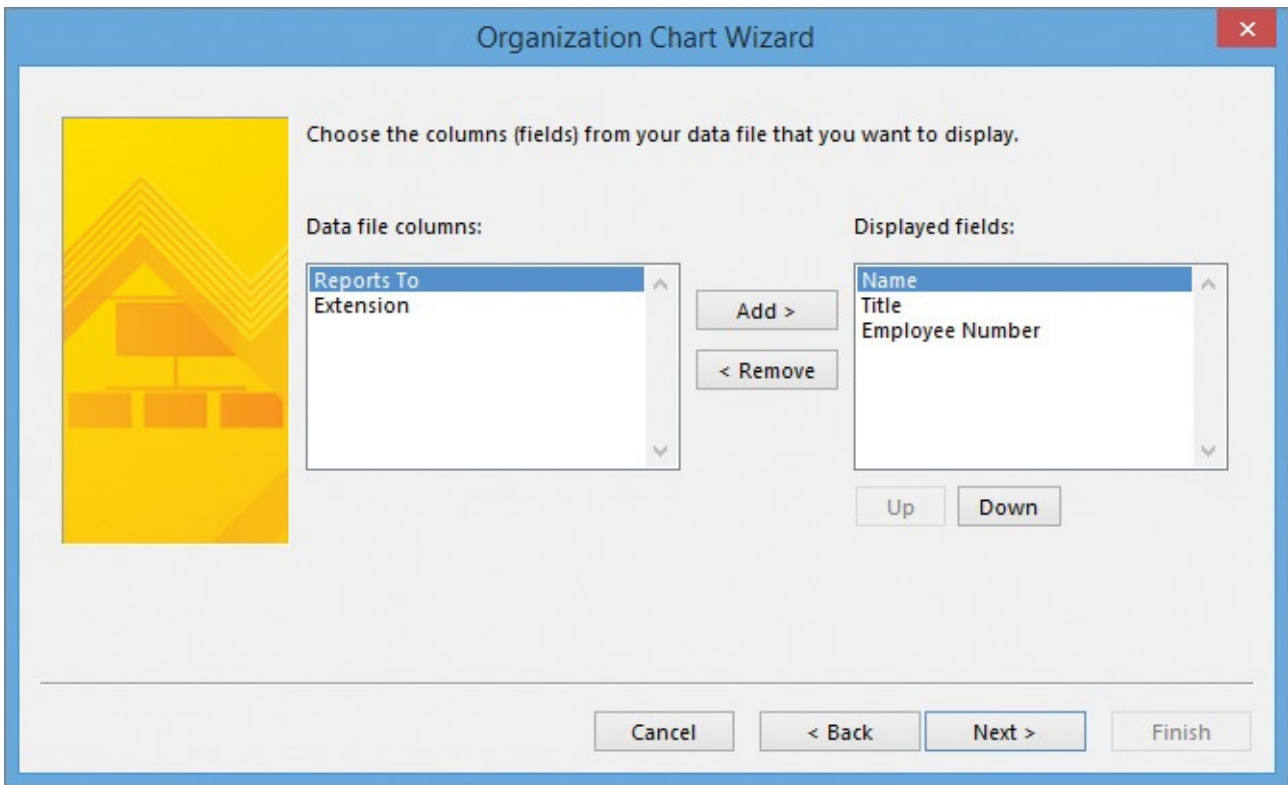 Organization Chart Wizard
Choose the columns (fields) from your data file that you want to display.
Data file columns:
Reports To
Extension
Add >
< Remove
Displayed fields:
Name
Title
Employee Number
Up
Down
Cancel
< Back
Next >
Finish